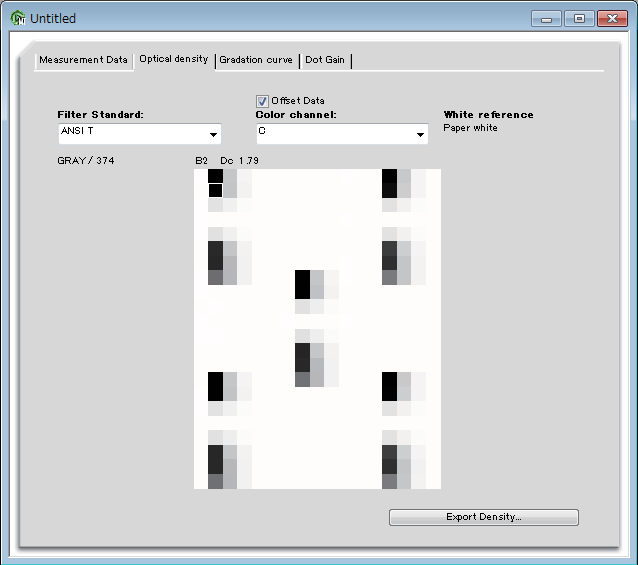 Untitled
Measurement Data Optical density Gradation curve Dot Gain
Offset Data
Filter Standard: Color channel: White reference
ANSI T C Paper white
GRAY / 374 B2 Dc 1.79
Export Density...